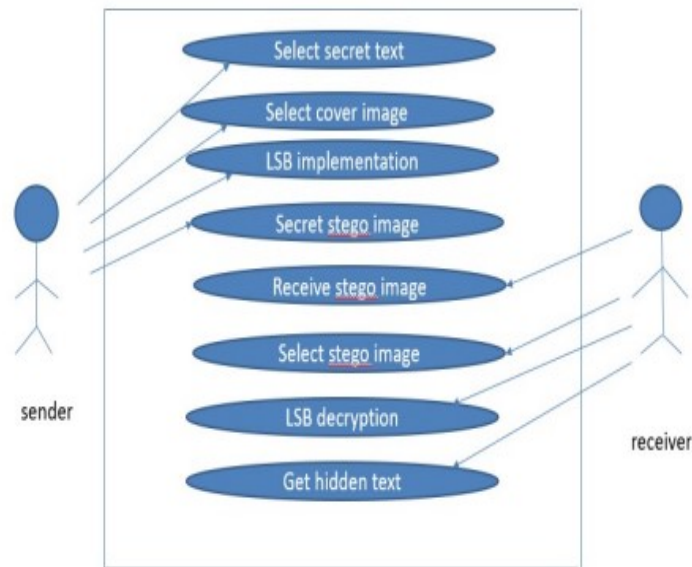 Select secret text
Select cover image
LSB implementation
Secret stego image
Receive stego image
Select stego image
LSB decryption
Get hidden text
sender
receiver